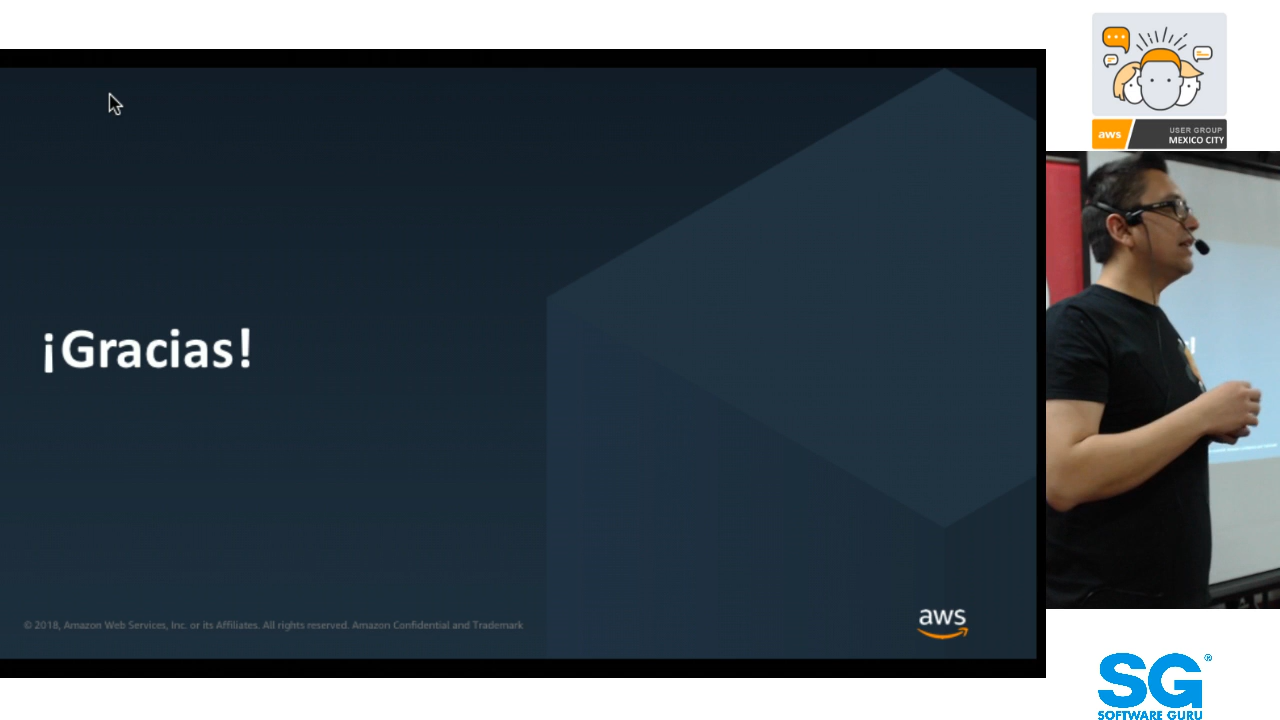 ¡Gracias!
© 2018, Amazon Web Services, Inc. or its Affiliates. All rights reserved. Amazon Confidential and Trademark
aws
aws
USER GROUP
MEXICO CITY
SG®
SOFTWARE GURU